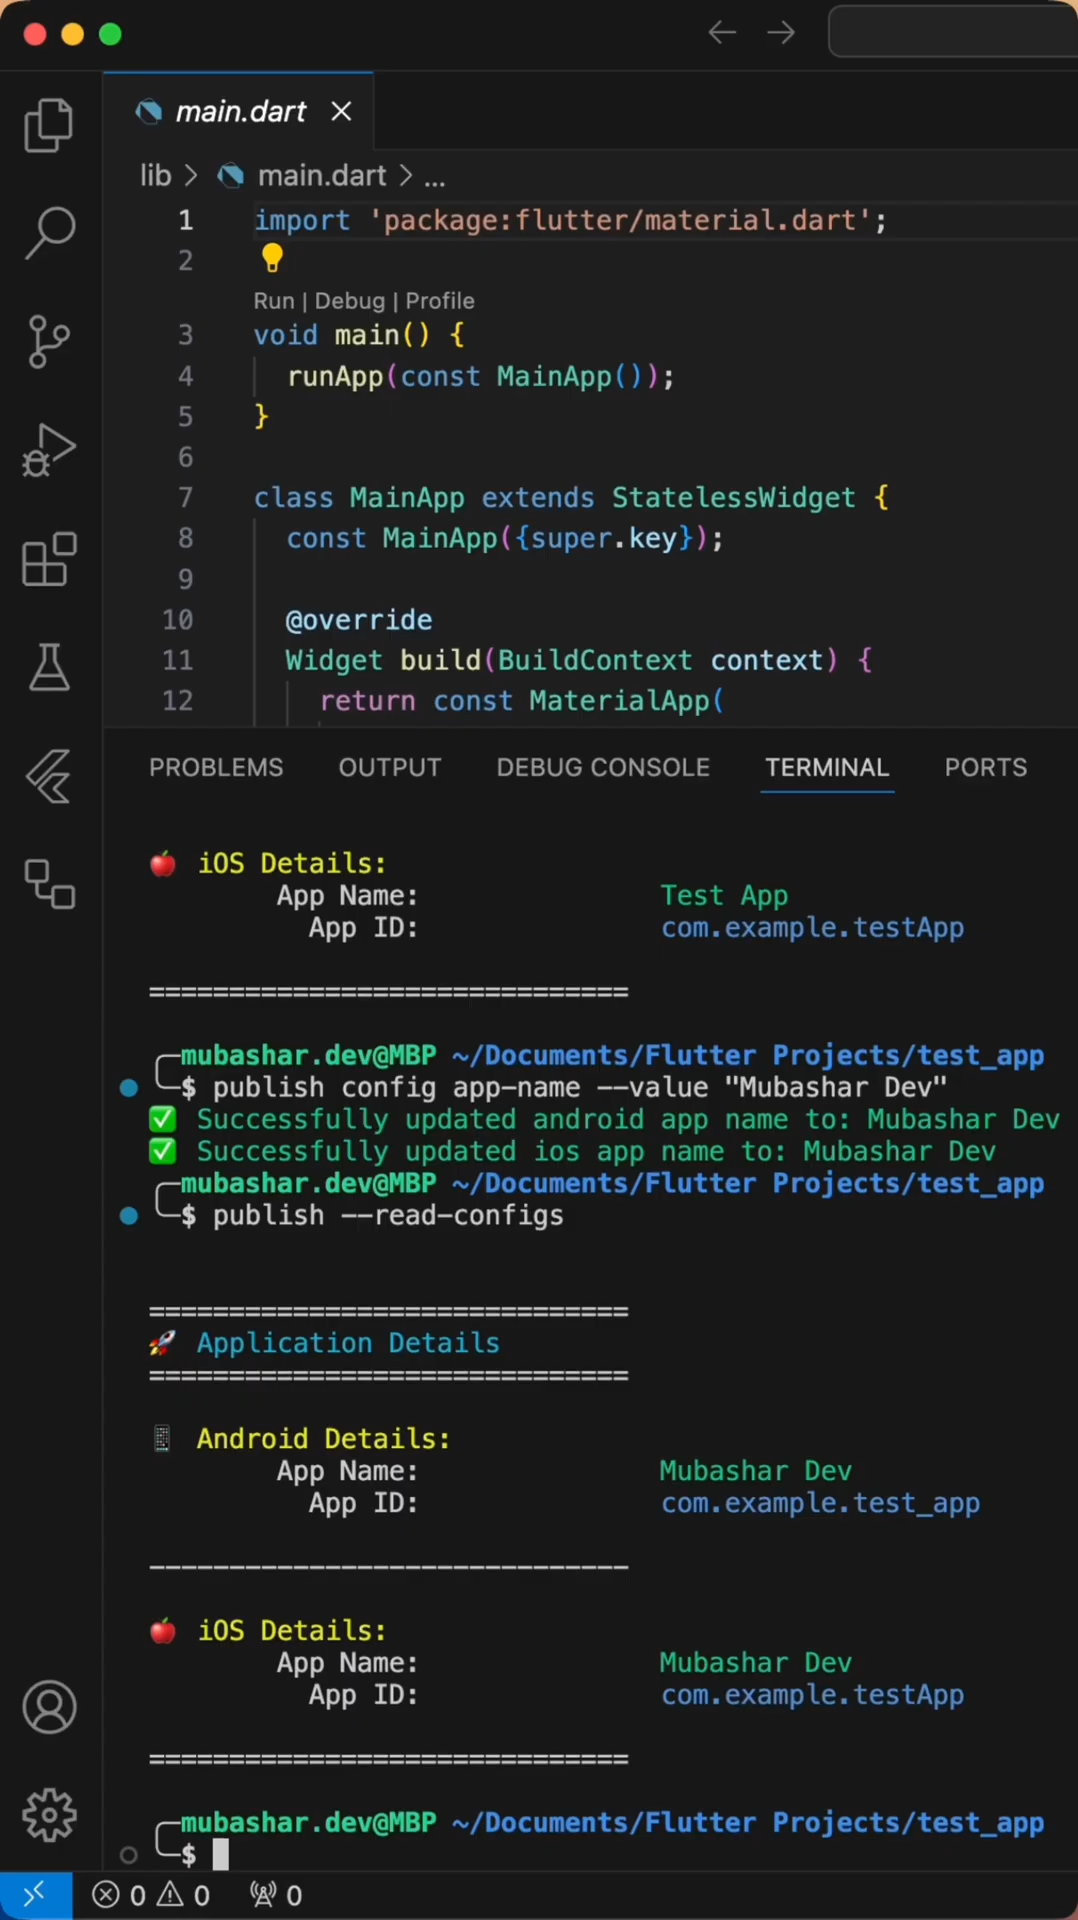 main.dart
lib > main.dart > ...
1 import 'package:flutter/material.dart';
2
Run | Debug | Profile
3 void main() {
4 runApp(const MainApp());
5 }
6
7 class MainApp extends StatelessWidget {
8 const MainApp({super.key});
9
10 @override
11 Widget build(BuildContext context) {
12 return const MaterialApp(
PROBLEMS OUTPUT DEBUG CONSOLE TERMINAL PORTS
🍎 iOS Details:
App Name: Test App
App ID: com.example.testApp
==============================
mubashar.dev@MBP ~/Documents/Flutter Projects/test_app
$ publish config app-name --value "Mubashar Dev"
✅ Successfully updated android app name to: Mubashar Dev
✅ Successfully updated ios app name to: Mubashar Dev
mubashar.dev@MBP ~/Documents/Flutter Projects/test_app
$ publish --read-configs
==============================
🚀 Application Details
==============================
📱 Android Details:
App Name: Mubashar Dev
App ID: com.example.test_app
------------------------------
🍎 iOS Details:
App Name: Mubashar Dev
App ID: com.example.testApp
==============================
mubashar.dev@MBP ~/Documents/Flutter Projects/test_app
$
0 0 0